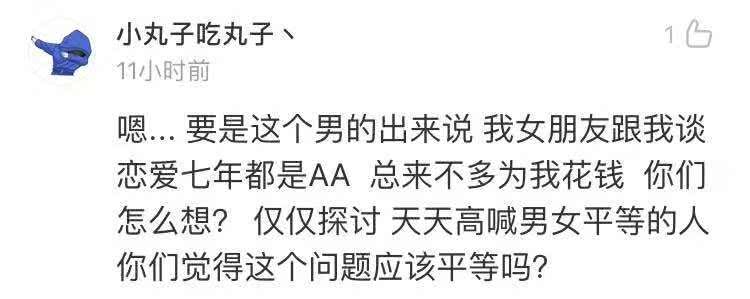 小丸子吃丸子丶
1
11小时前
嗯... 要是这个男的出来说 我女朋友跟我谈
恋爱七年都是AA 总来不多为我花钱 你们
怎么想? 仅仅探讨 天天高喊男女平等的人
你们觉得这个问题应该平等吗?